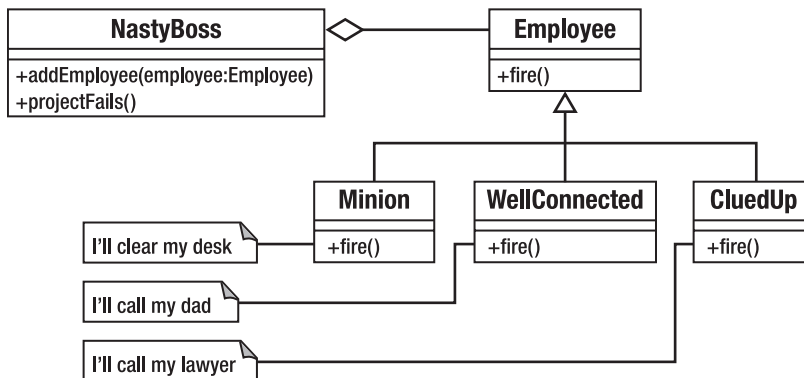 NastyBoss
+addEmployee(employee:Employee)
+projectFails()
Employee
+fire()
Minion
+fire()
WellConnected
+fire()
CluedUp
+fire()
I'll clear my desk
I'll call my dad
I'll call my lawyer